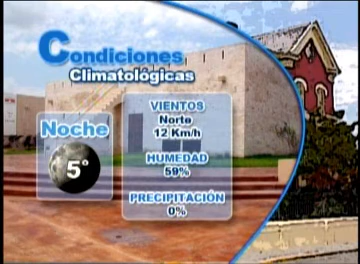 Condiciones
Climatológicas
Noche
5°
VIENTOS
Norte
12 Km/h
HUMEDAD
59%
PRECIPITACIÓN
0%